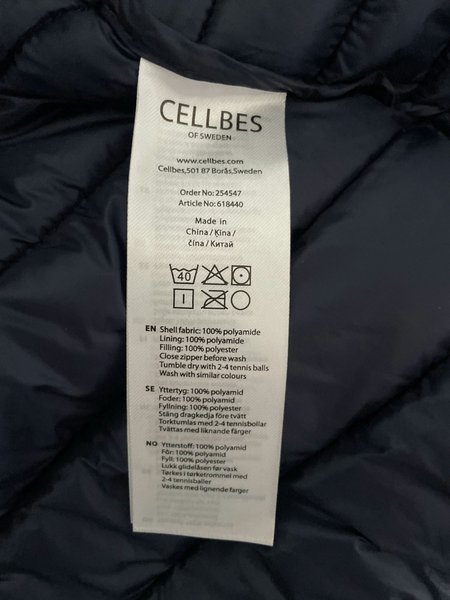 CELLBES
OF SWEDEN
www.cellbes.com
Cellbes,501 87 Borås,Sweden
Order No: 254547
Article No: 618440
Made in
China / Ķīna /
čína / Китай
40
EN Shell fabric: 100% polyamide
Lining: 100% polyamide
Filling: 100% polyester
Close zipper before wash
Tumble dry with 2-4 tennis balls
Wash with similar colours
SE Yttertyg: 100% polyamid
Foder: 100% polyamid
Fyllning: 100% polyester
Stäng dragkedja före tvätt
Torktumlas med 2-4 tennisbollar
Tvättas med liknande färger
NO Ytterstoff: 100% polyamid
Fôr: 100% polyamid
Fyll: 100% polyester
Lukk glidelåsen før vask
Tørkes i tørketrommel med
2-4 tennisballer
Vaskes med lignende farger